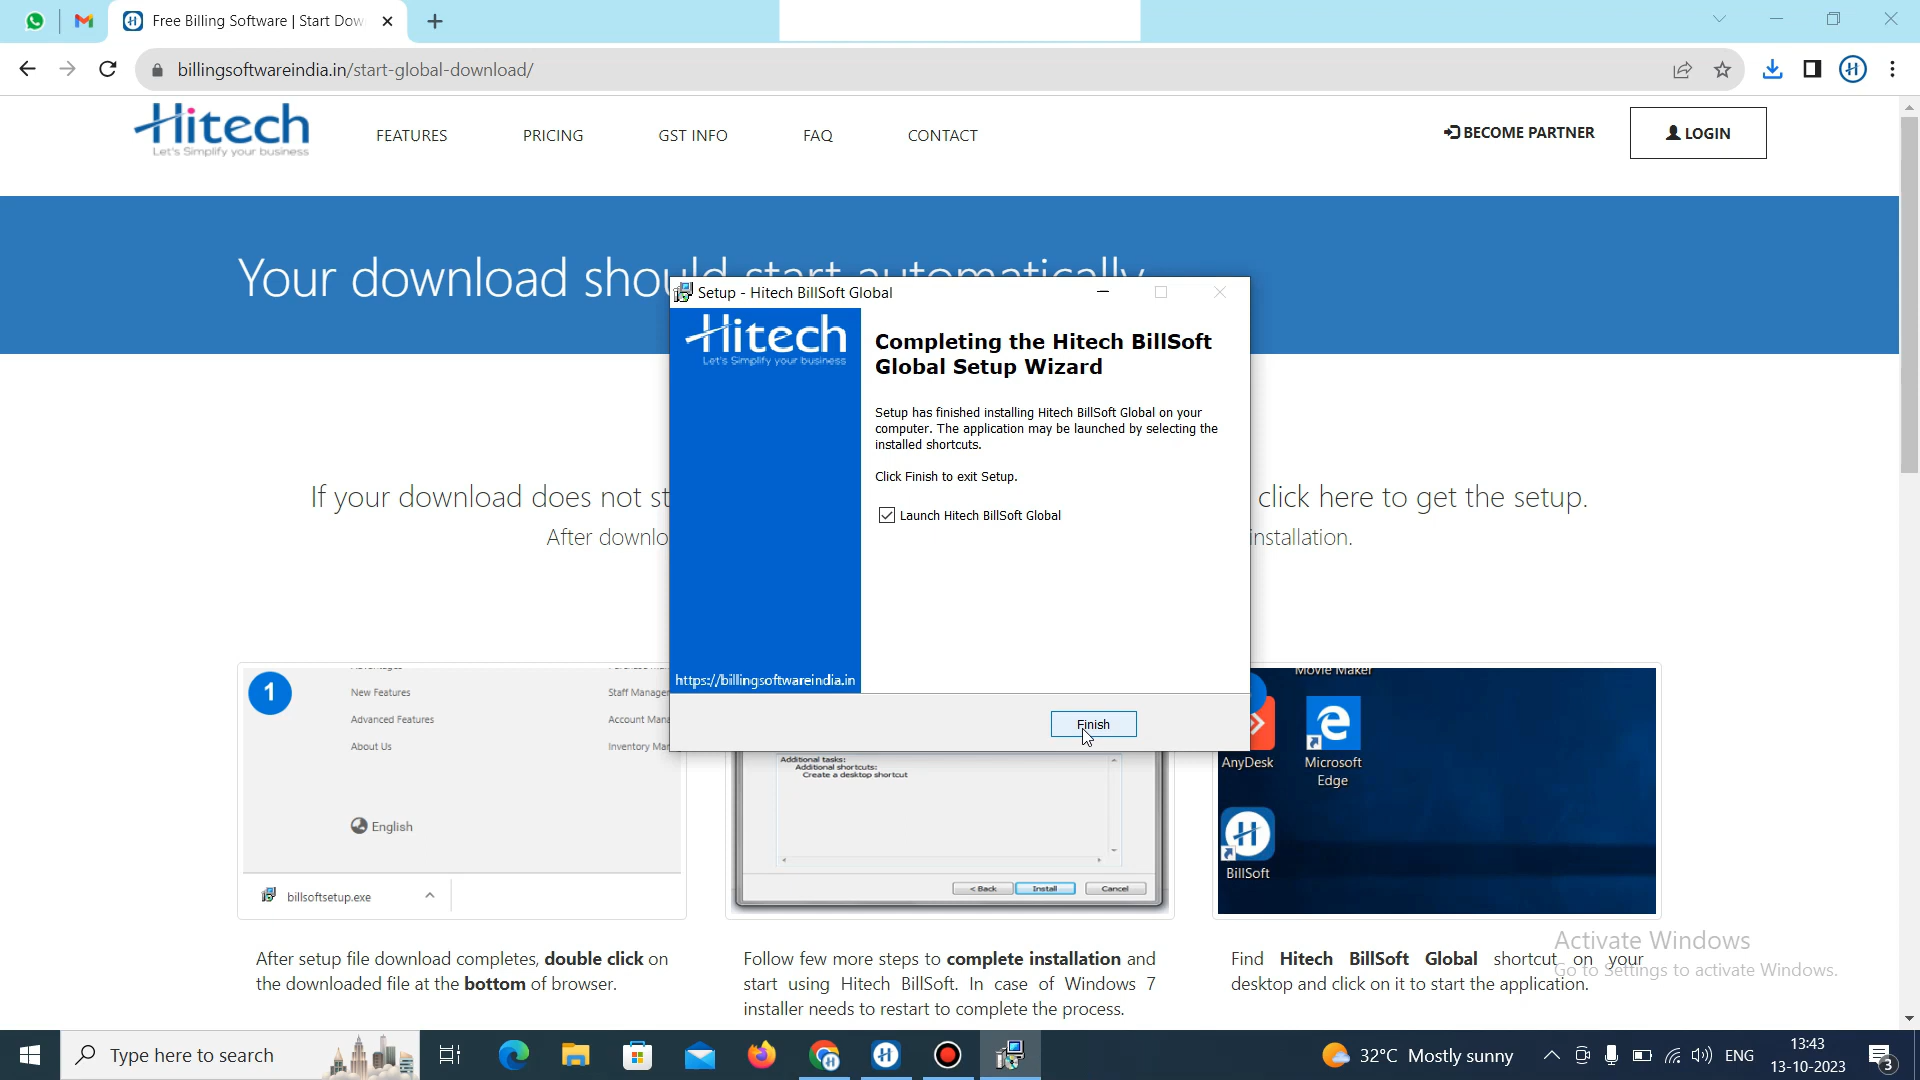 Free Billing Software | Start Dow
billingsoftwareindia.in/start-global-download/
Hitech
Let's Simplify your business
FEATURES
PRICING
GST INFO
FAQ
CONTACT
BECOME PARTNER
LOGIN
Your download should start automatically
If your download does not st
click here to get the setup.
After downlo
installation.
Setup - Hitech BillSoft Global
Hitech
Let's Simplify your business
https://billingsoftwareindia.in
Completing the Hitech BillSoft
Global Setup Wizard
Setup has finished installing Hitech BillSoft Global on your
computer. The application may be launched by selecting the
installed shortcuts.
Click Finish to exit Setup.
Launch Hitech BillSoft Global
Finish
1
New Features
Advanced Features
About Us
Staff Manager
Account Mana
Inventory Man
English
billsoftsetup.exe
Additional tasks:
Additional shortcuts:
Create a desktop shortcut
< Back
Install
Cancel
Movie Maker
AnyDesk
Microsoft
Edge
BillSoft
After setup file download completes, double click on
the downloaded file at the bottom of browser.
Follow few more steps to complete installation and
start using Hitech BillSoft. In case of Windows 7
installer needs to restart to complete the process.
Find Hitech BillSoft Global shortcut on your
desktop and click on it to start the application.
Activate Windows
Go to Settings to activate Windows.
Type here to search
32°C Mostly sunny
ENG
13:43
13-10-2023
3